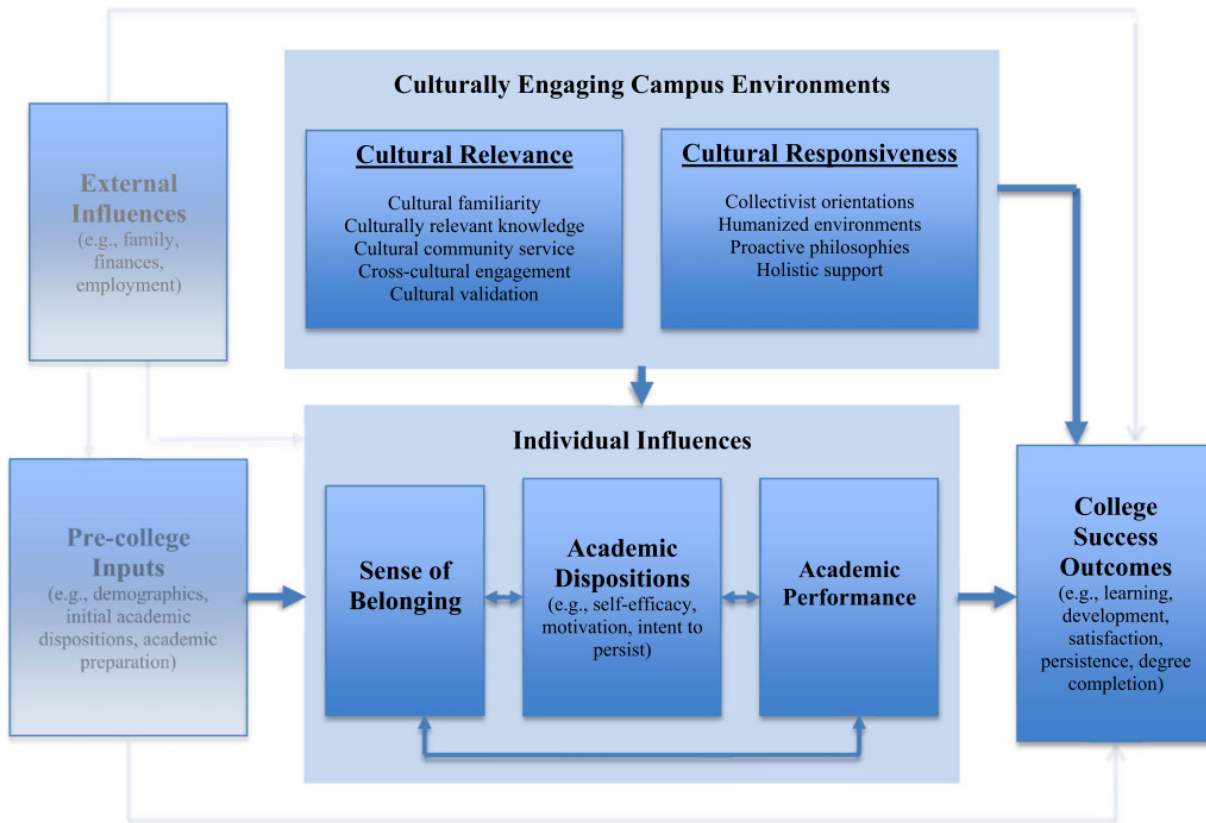 Culturally Engaging Campus Environments
Cultural Relevance
Cultural familiarity
Culturally relevant knowledge
Cultural community service
Cross-cultural engagement
Cultural validation
Cultural Responsiveness
Collectivist orientations
Humanized environments
Proactive philosophies
Holistic support
External
Influences
(e.g., family,
finances,
employment)
Pre-college
Inputs
(e.g., demographics,
initial academic
dispositions, academic
preparation)
Individual Influences
Sense of
Belonging
Academic
Dispositions
(e.g., self-efficacy,
motivation, intent to
persist)
Academic
Performance
College
Success
Outcomes
(e.g., learning,
development,
satisfaction,
persistence, degree
completion)